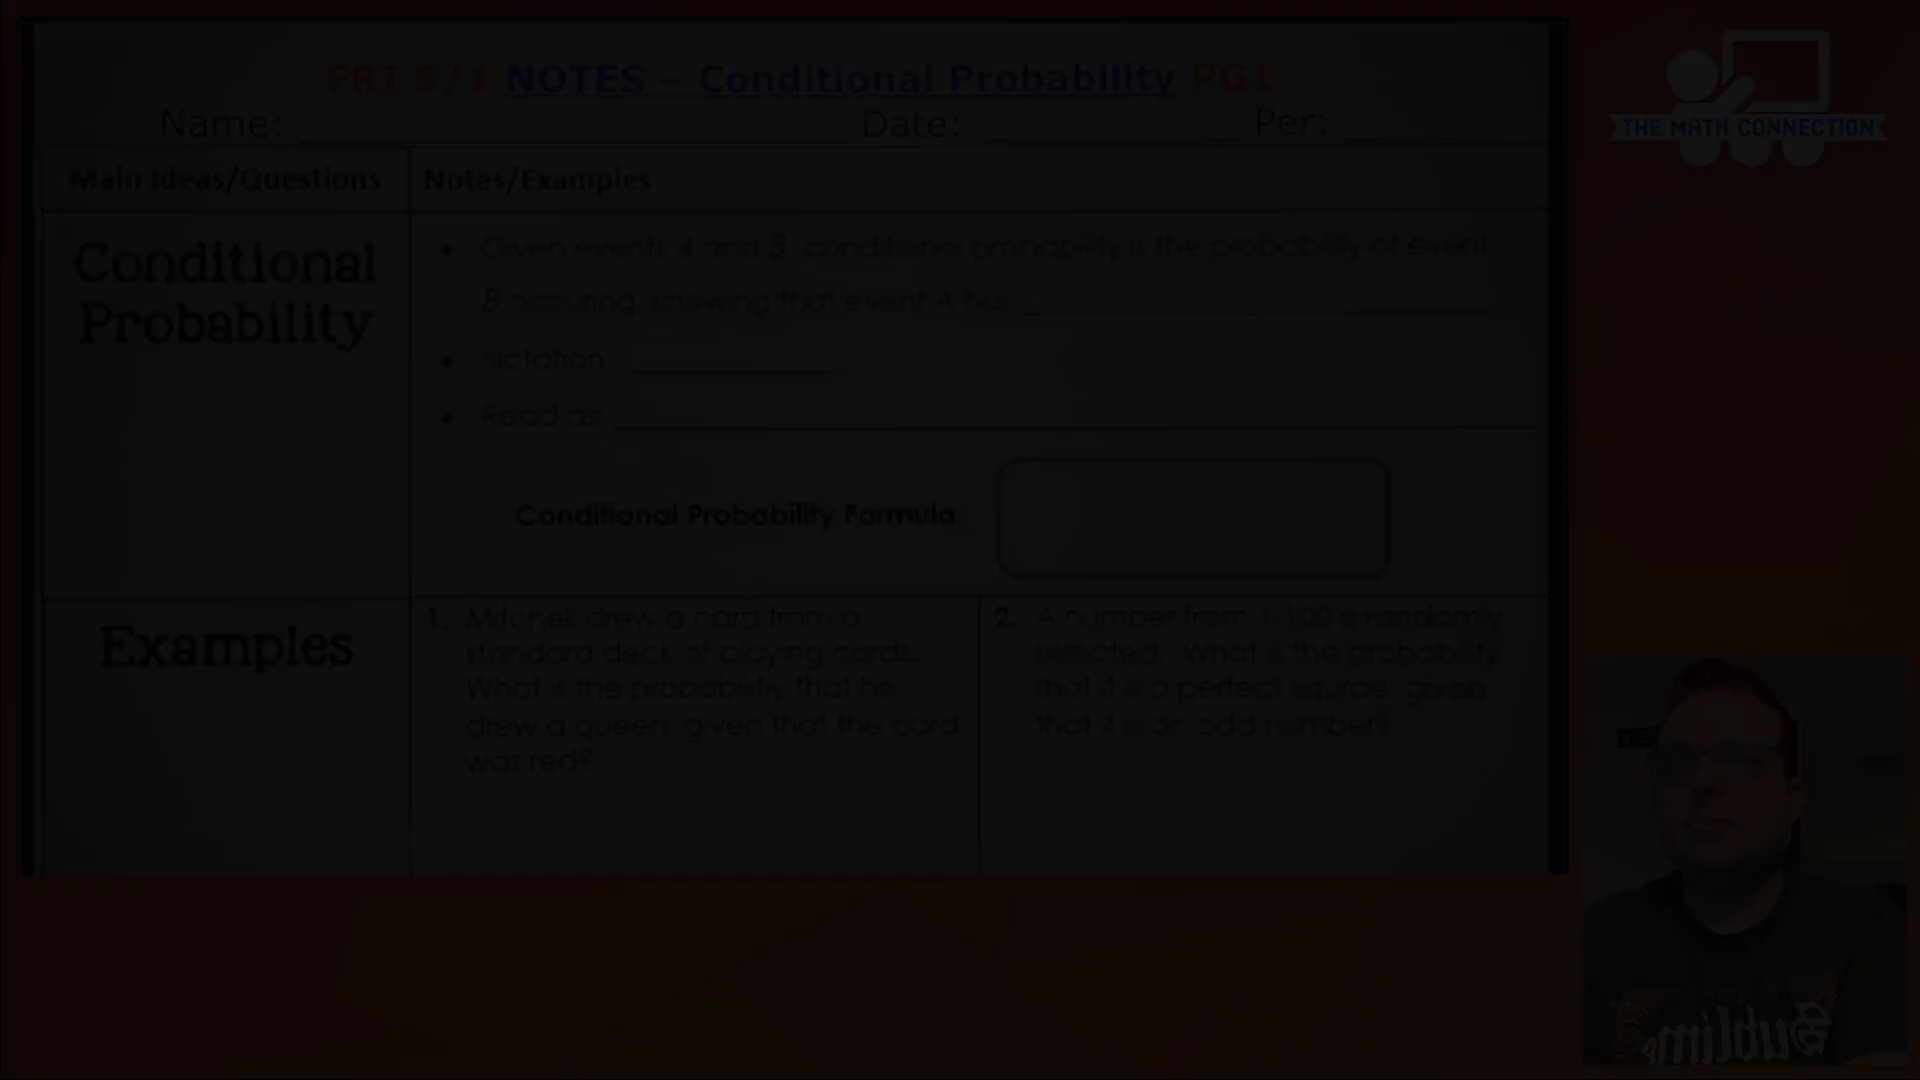 FRI 5/1 NOTES – Conditional Probability PG1
Name: Date: Per:
THE MATH CONNECTION
Main Ideas/Questions
Notes/Examples
Conditional
Probability
• Given events A and B, conditional probability is the probability of event
B occuring, knowing that event A has
• Notation:
• Read as:
Conditional Probability Formula:
Examples
1. Mitchell drew a card from a
standard deck of playing cards.
What is the probability that he
drew a queen, given that the card
was red?
2. A number from 1-100 is randomly
selected. What is the probability
that it is a perfect squrae, given
that it is an odd number?
Sublime